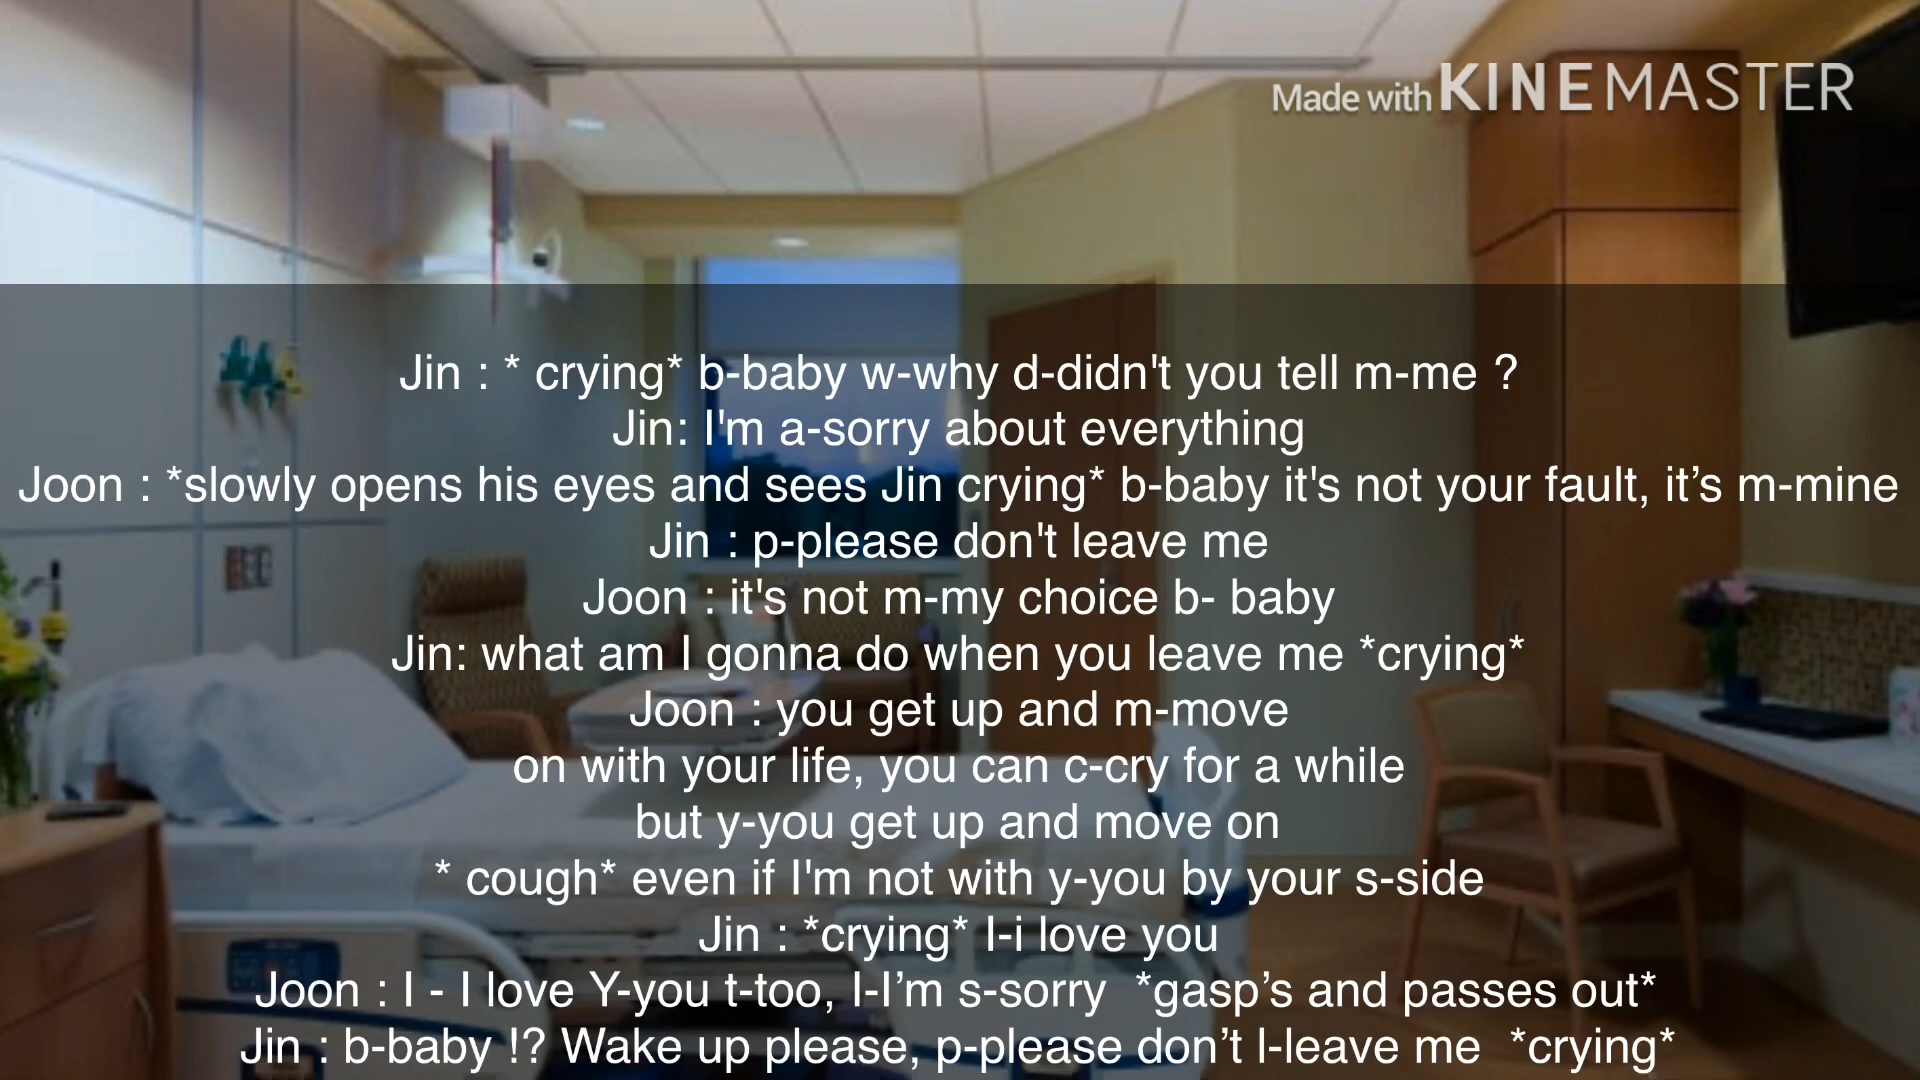 Made with KINEMASTER
Jin : * crying* b-baby w-why d-didn't you tell m-me ?
Jin: I'm a-sorry about everything
Joon : *slowly opens his eyes and sees Jin crying* b-baby it's not your fault, it’s m-mine
Jin : p-please don't leave me
Joon : it's not m-my choice b- baby
Jin: what am I gonna do when you leave me *crying*
Joon : you get up and m-move
on with your life, you can c-cry for a while
but y-you get up and move on
* cough* even if I'm not with y-you by your s-side
Jin : *crying* I-i love you
Joon : I - I love Y-you t-too, I-I’m s-sorry  *gasp’s and passes out*
Jin : b-baby !? Wake up please, p-please don’t l-leave me  *crying*